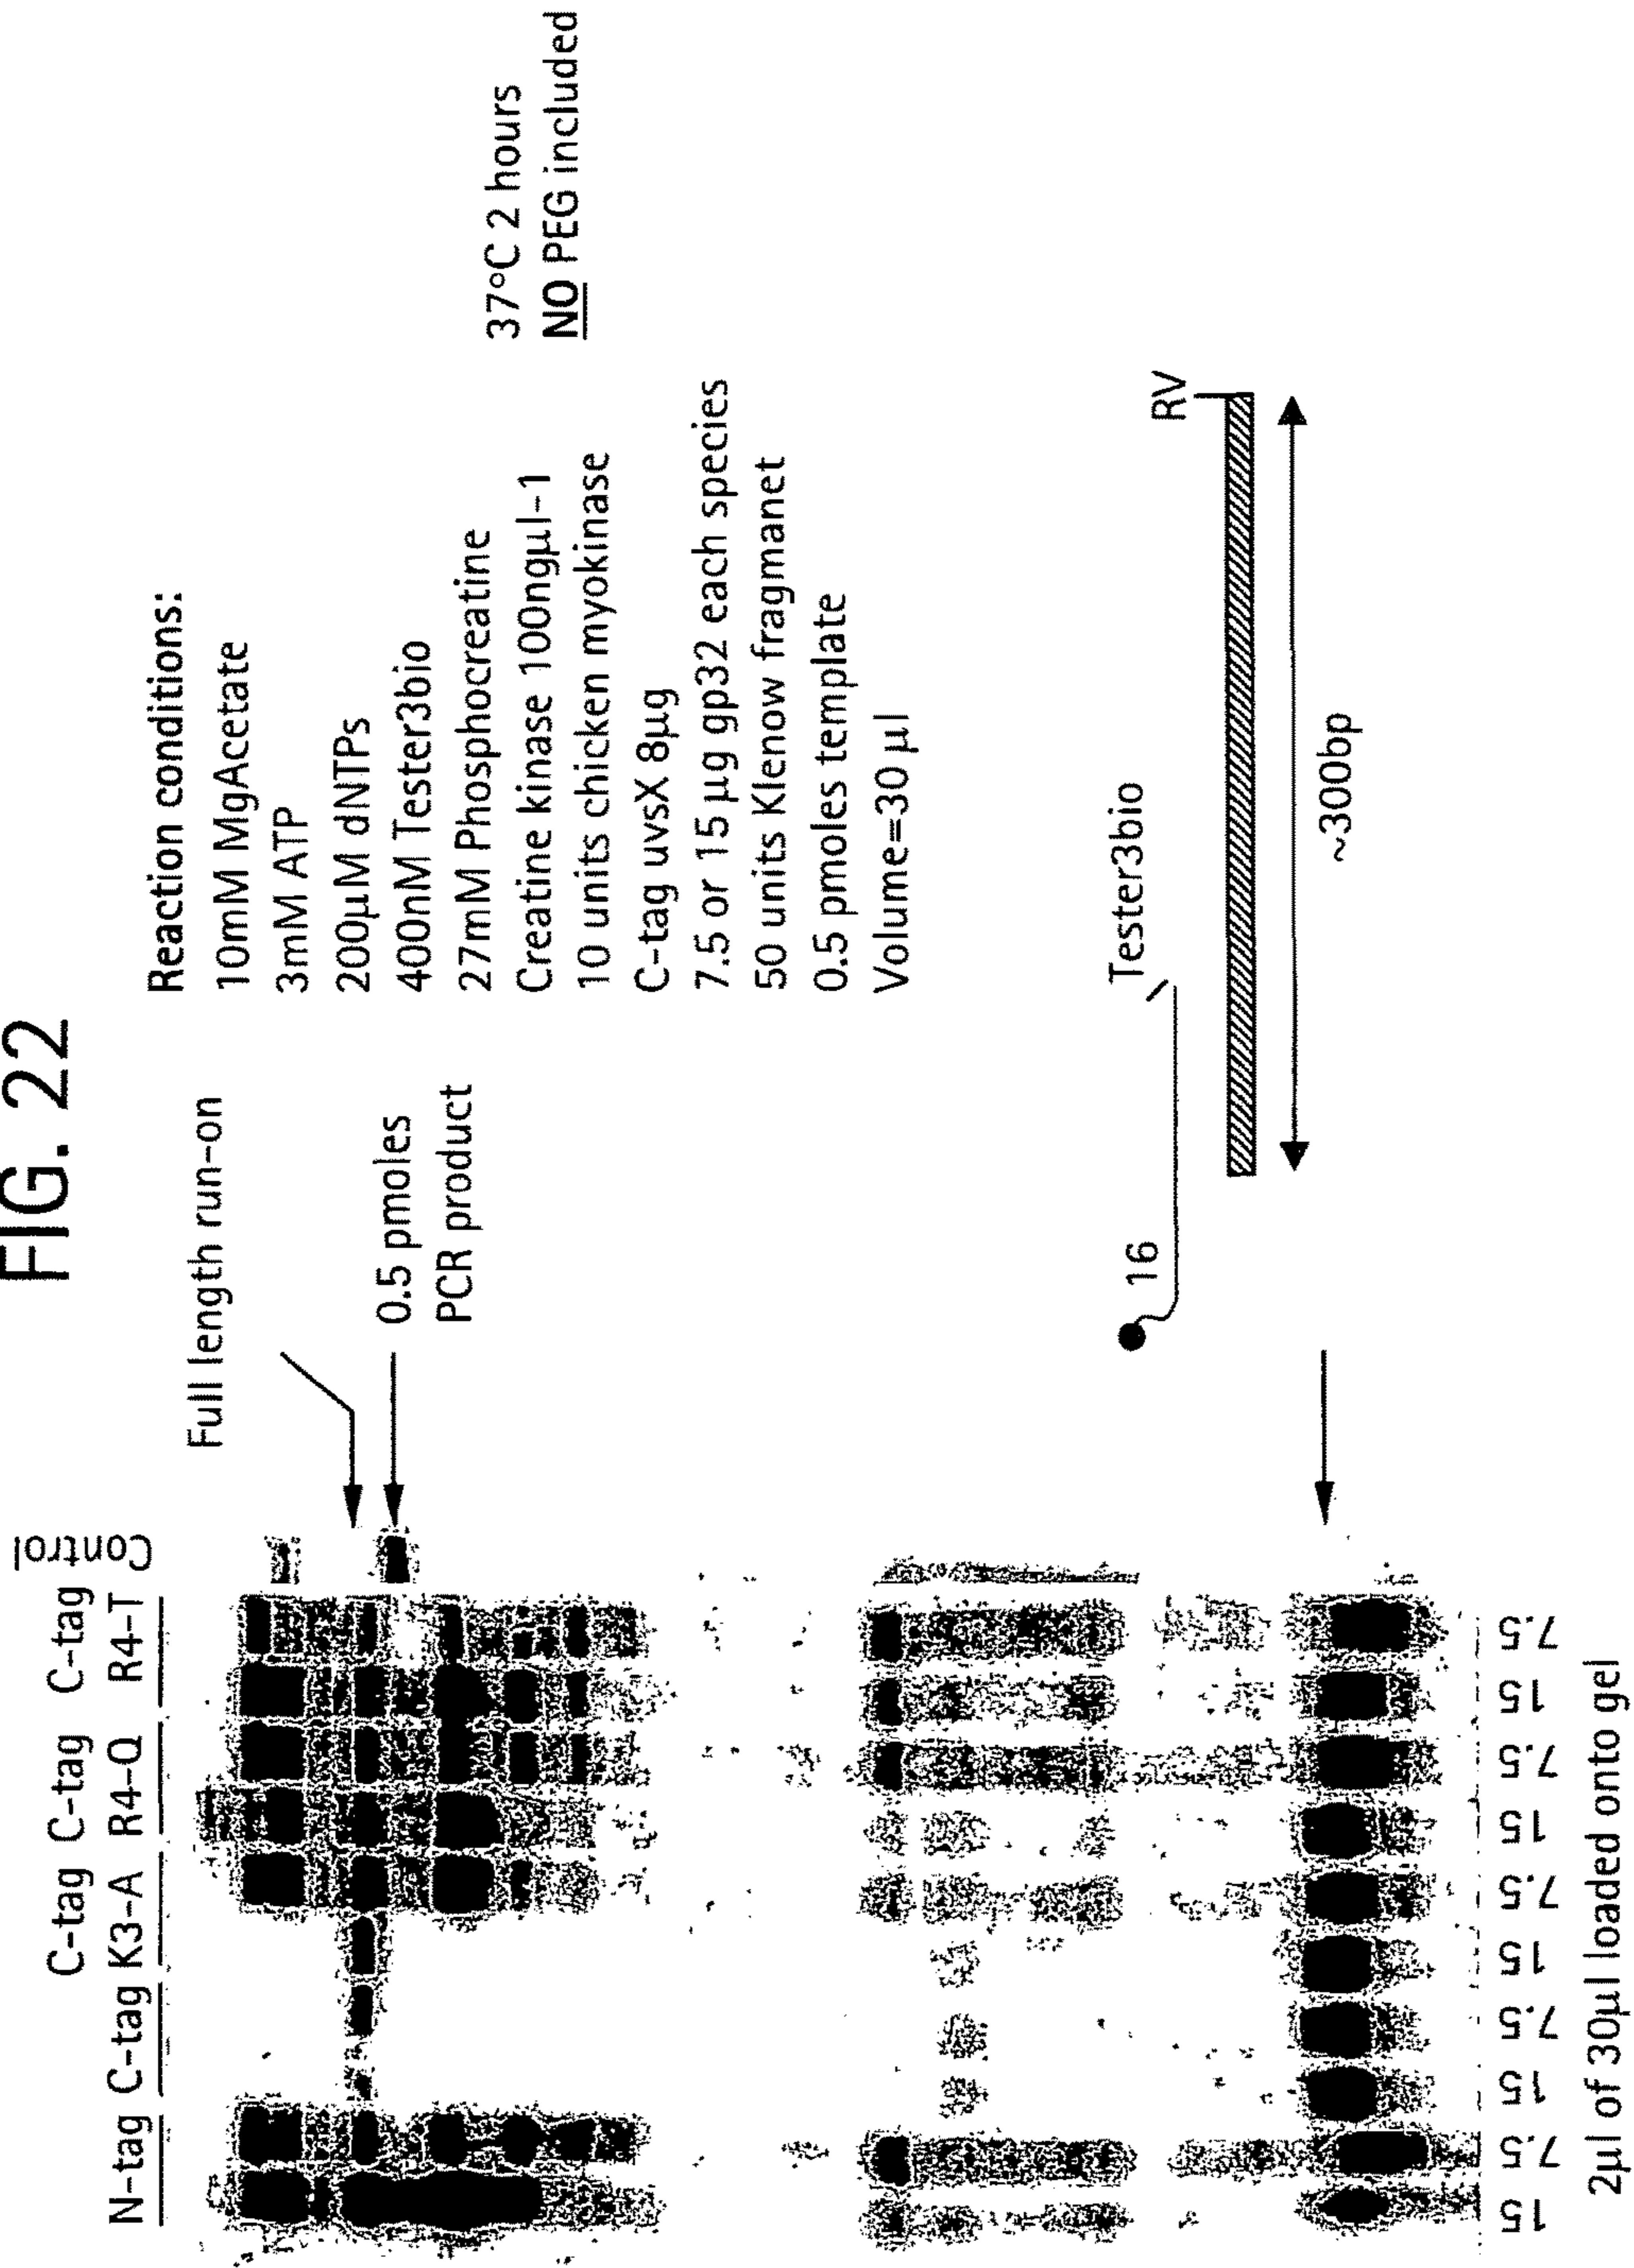 FIG. 22
N-tag C-tag C-tag C-tag C-tag Control
K3-A R4-Q R4-T
Full length run-on
0.5 pmoles
PCR product
Reaction conditions:
10mM MgAcetate
3mM ATP
200µM dNTPs
400nM Tester3bio
27mM Phosphocreatine
Creatine kinase 100ngµl-1
10 units chicken myokinase
C-tag uvsX 8µg
7.5 or 15 µg gp32 each species
50 units Klenow fragmanet
0.5 pmoles template
Volume=30 µl
37°C 2 hours
NO PEG included
16
Tester3bio
RV
~300bp
15 7.5 15 7.5 15 7.5 15 7.5 15 7.5
2µl of 30µl loaded onto gel